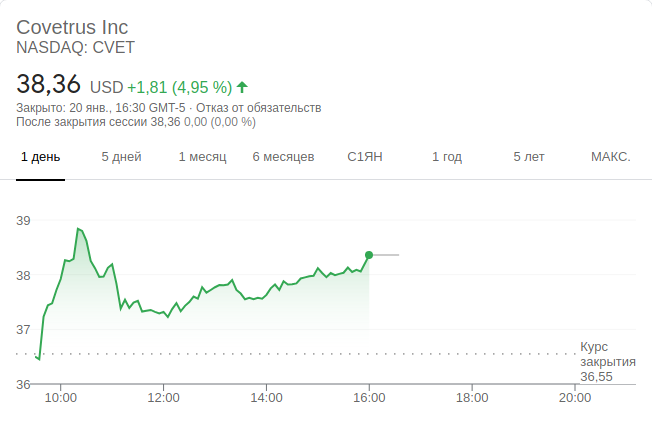 Covetrus Inc
NASDAQ: CVET
38,36 USD +1,81 (4,95 %)
Закрыто: 20 янв., 16:30 GMT-5 · Отказ от обязательств
После закрытия сессии 38,36 0,00 (0,00 %)
1 день 5 дней 1 месяц 6 месяцев С1ЯН 1 год 5 лет МАКС.
39
38
37
Курс
закрытия
36,55
36
10:00 12:00 14:00 16:00 18:00 20:00